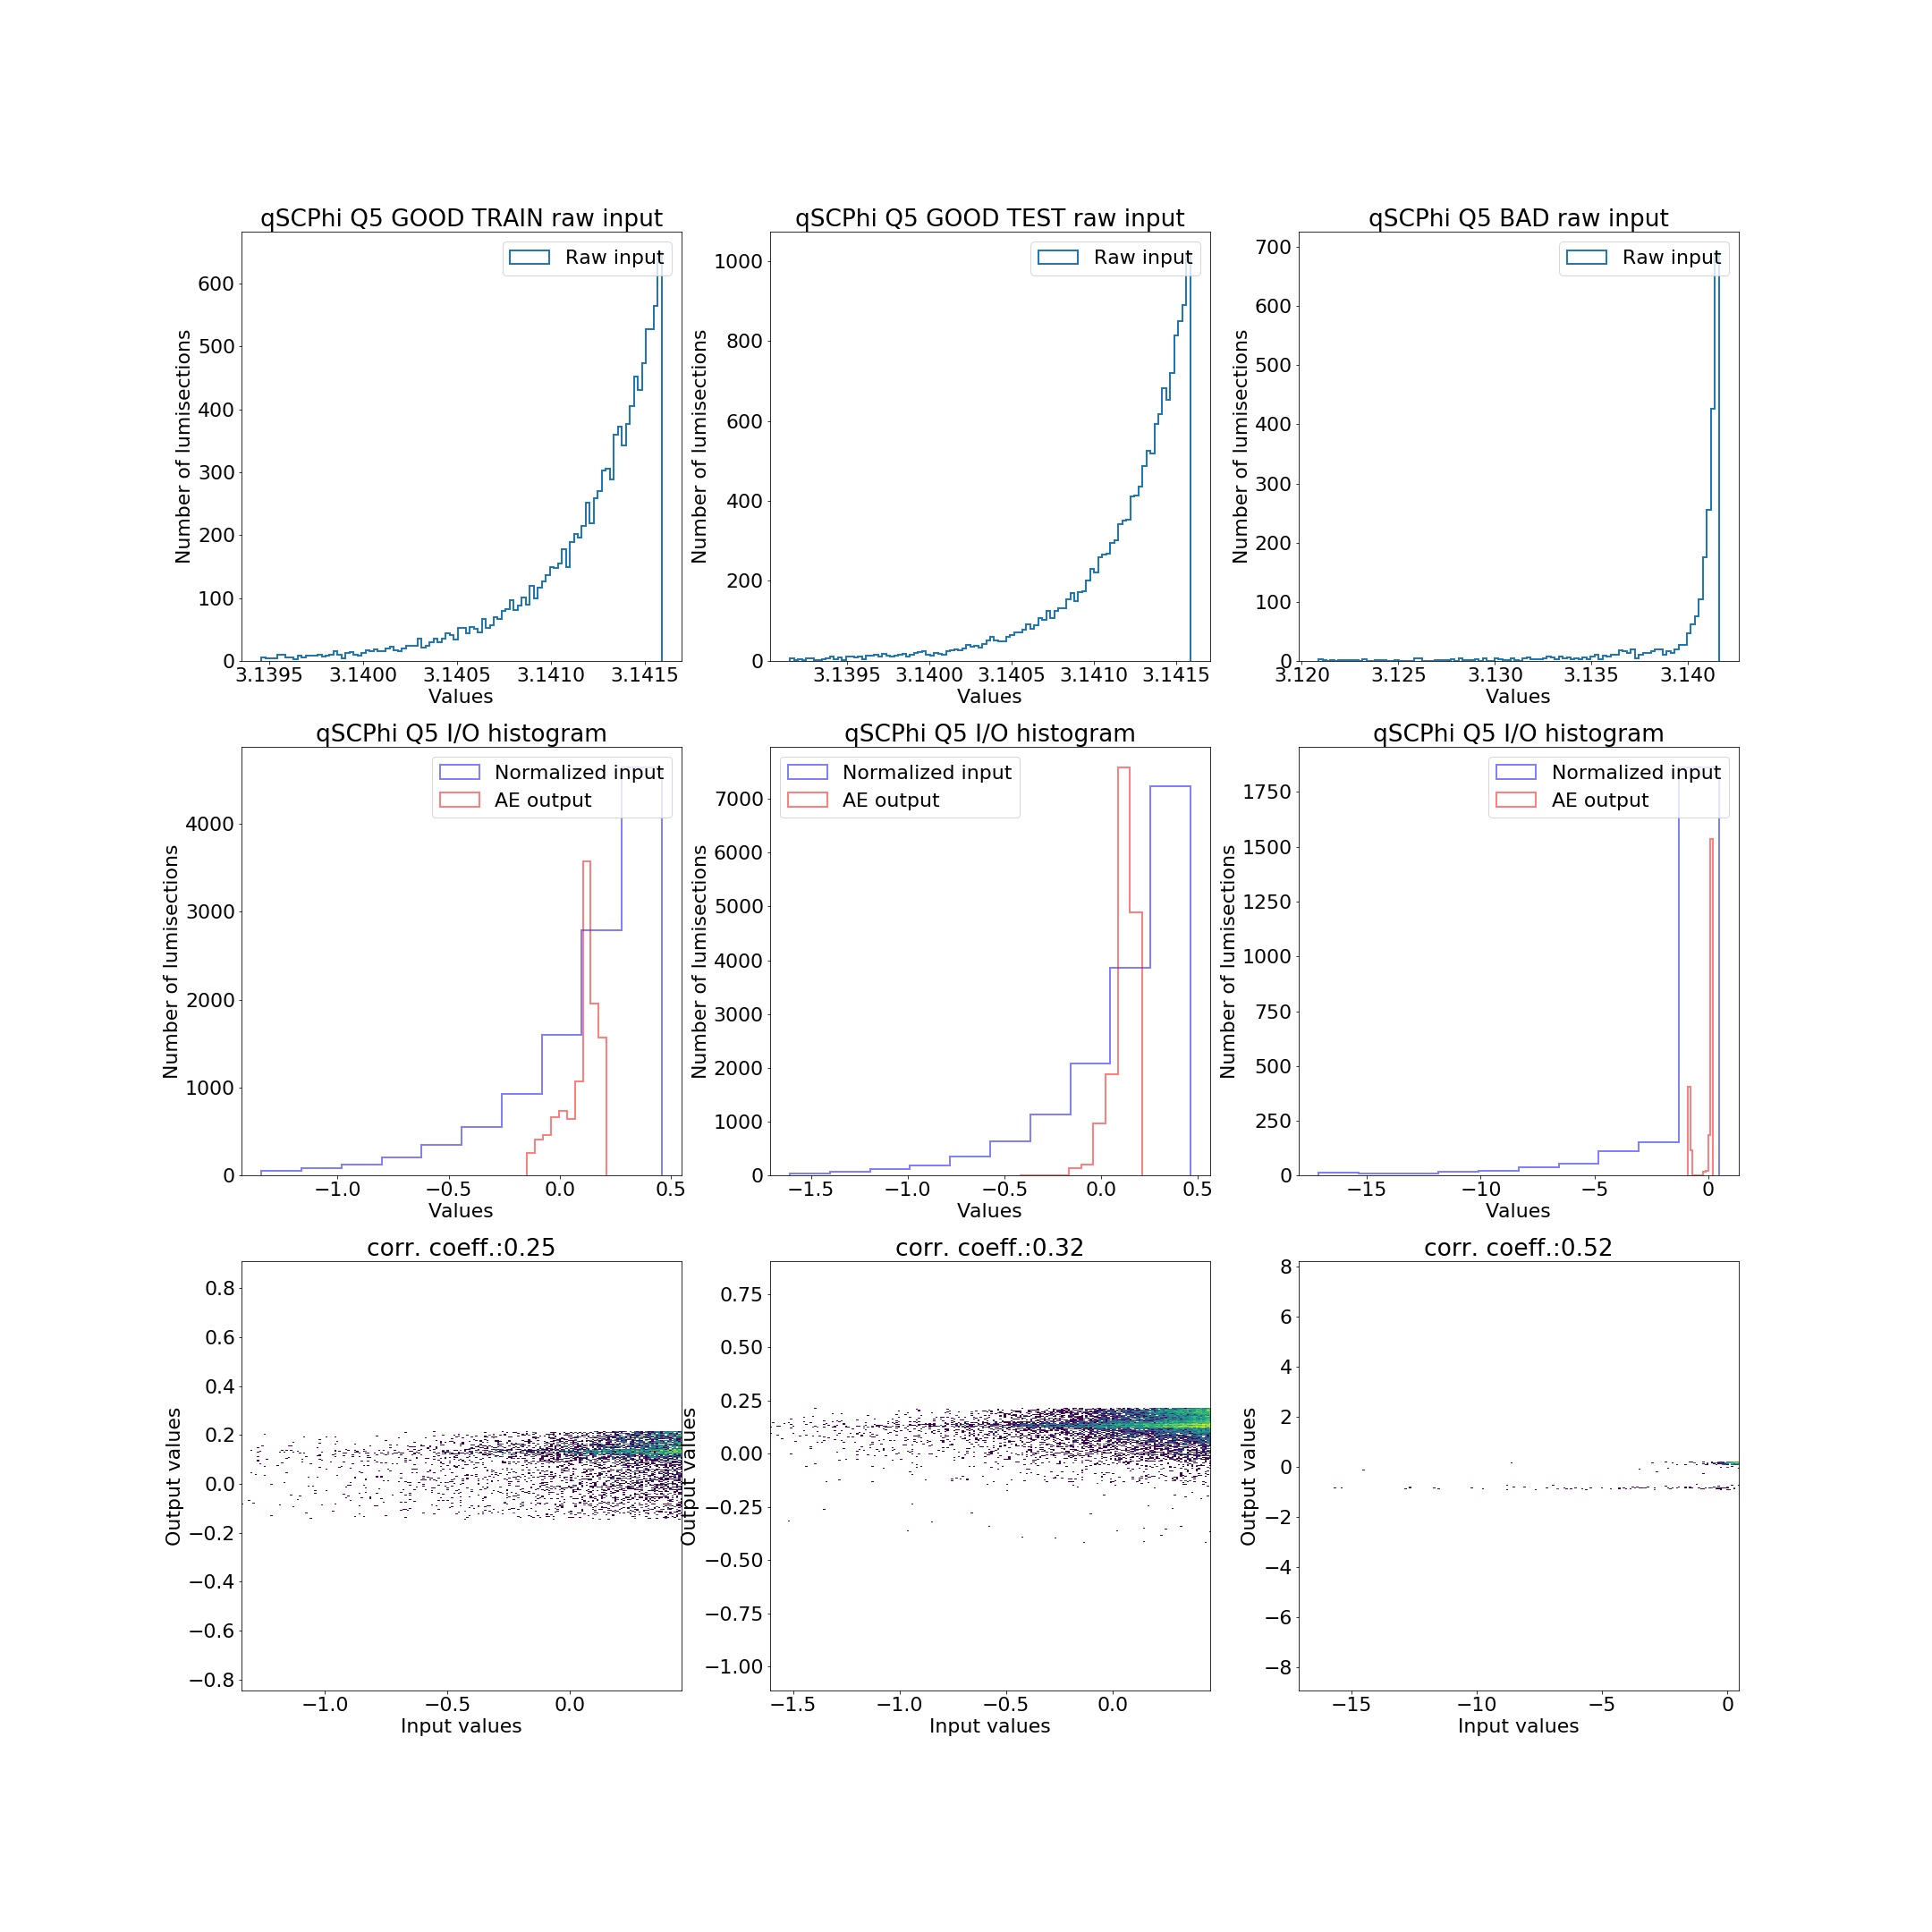 qSCPhi Q5 GOOD TRAIN raw input
Raw input
600
500
400
300
200
100
0
3.1395 3.1400 3.1405 3.1410 3.1415
Values
Number of lumisections
qSCPhi Q5 GOOD TEST raw input
Raw input
1000
800
600
400
200
0
3.1395 3.1400 3.1405 3.1410 3.1415
Values
Number of lumisections
qSCPhi Q5 BAD raw input
Raw input
700
600
500
400
300
200
100
0
3.120 3.125 3.130 3.135 3.140
Values
Number of lumisections
qSCPhi Q5 I/O histogram
Normalized input
AE output
4000
3000
2000
1000
0
−1.0 −0.5 0.0 0.5
Values
Number of lumisections
qSCPhi Q5 I/O histogram
Normalized input
AE output
7000
6000
5000
4000
3000
2000
1000
0
−1.5 −1.0 −0.5 0.0 0.5
Values
Number of lumisections
qSCPhi Q5 I/O histogram
Normalized input
AE output
1750
1500
1250
1000
750
500
250
0
−15 −10 −5 0
Values
Number of lumisections
corr. coeff.:0.25
0.8
0.6
0.4
0.2
0.0
−0.2
−0.4
−0.6
−0.8
−1.0 −0.5 0.0
Input values
Output values
corr. coeff.:0.32
0.75
0.50
0.25
0.00
−0.25
−0.50
−0.75
−1.00
−1.5 −1.0 −0.5 0.0
Input values
Output values
corr. coeff.:0.52
8
6
4
2
0
−2
−4
−6
−8
−15 −10 −5 0
Input values
Output values